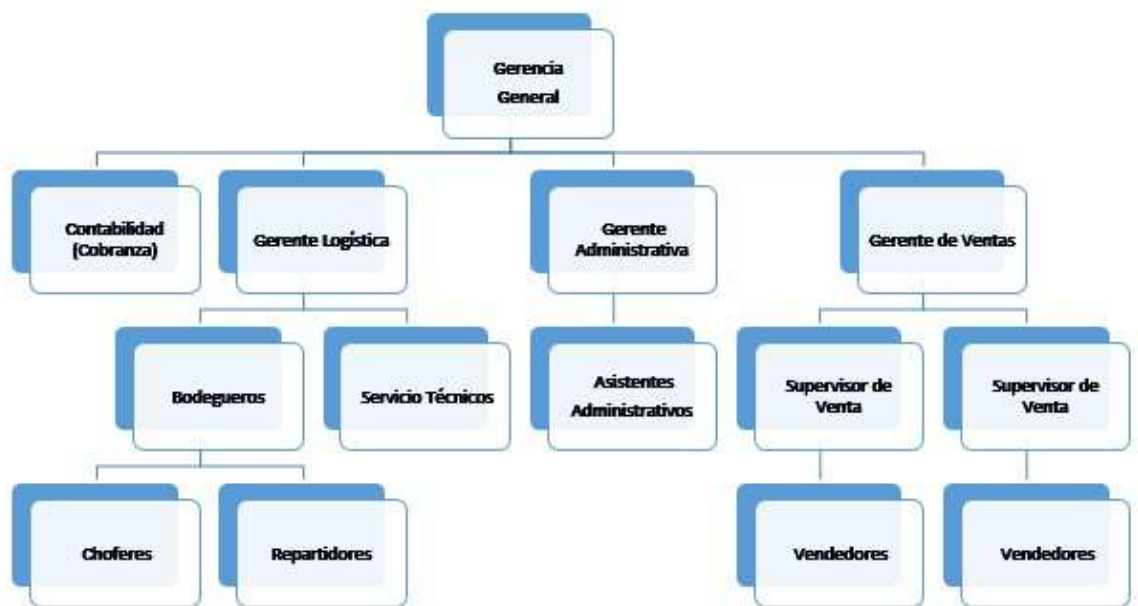 Gerencia
General
Contabilidad
(Cobranza)
Gerente Logística
Gerente
Administrativa
Gerente de Ventas
Bodegueros
Servicio Técnicos
Asistentes
Administrativos
Supervisor de
Venta
Supervisor de
Venta
Choferes
Repartidores
Vendedores
Vendedores